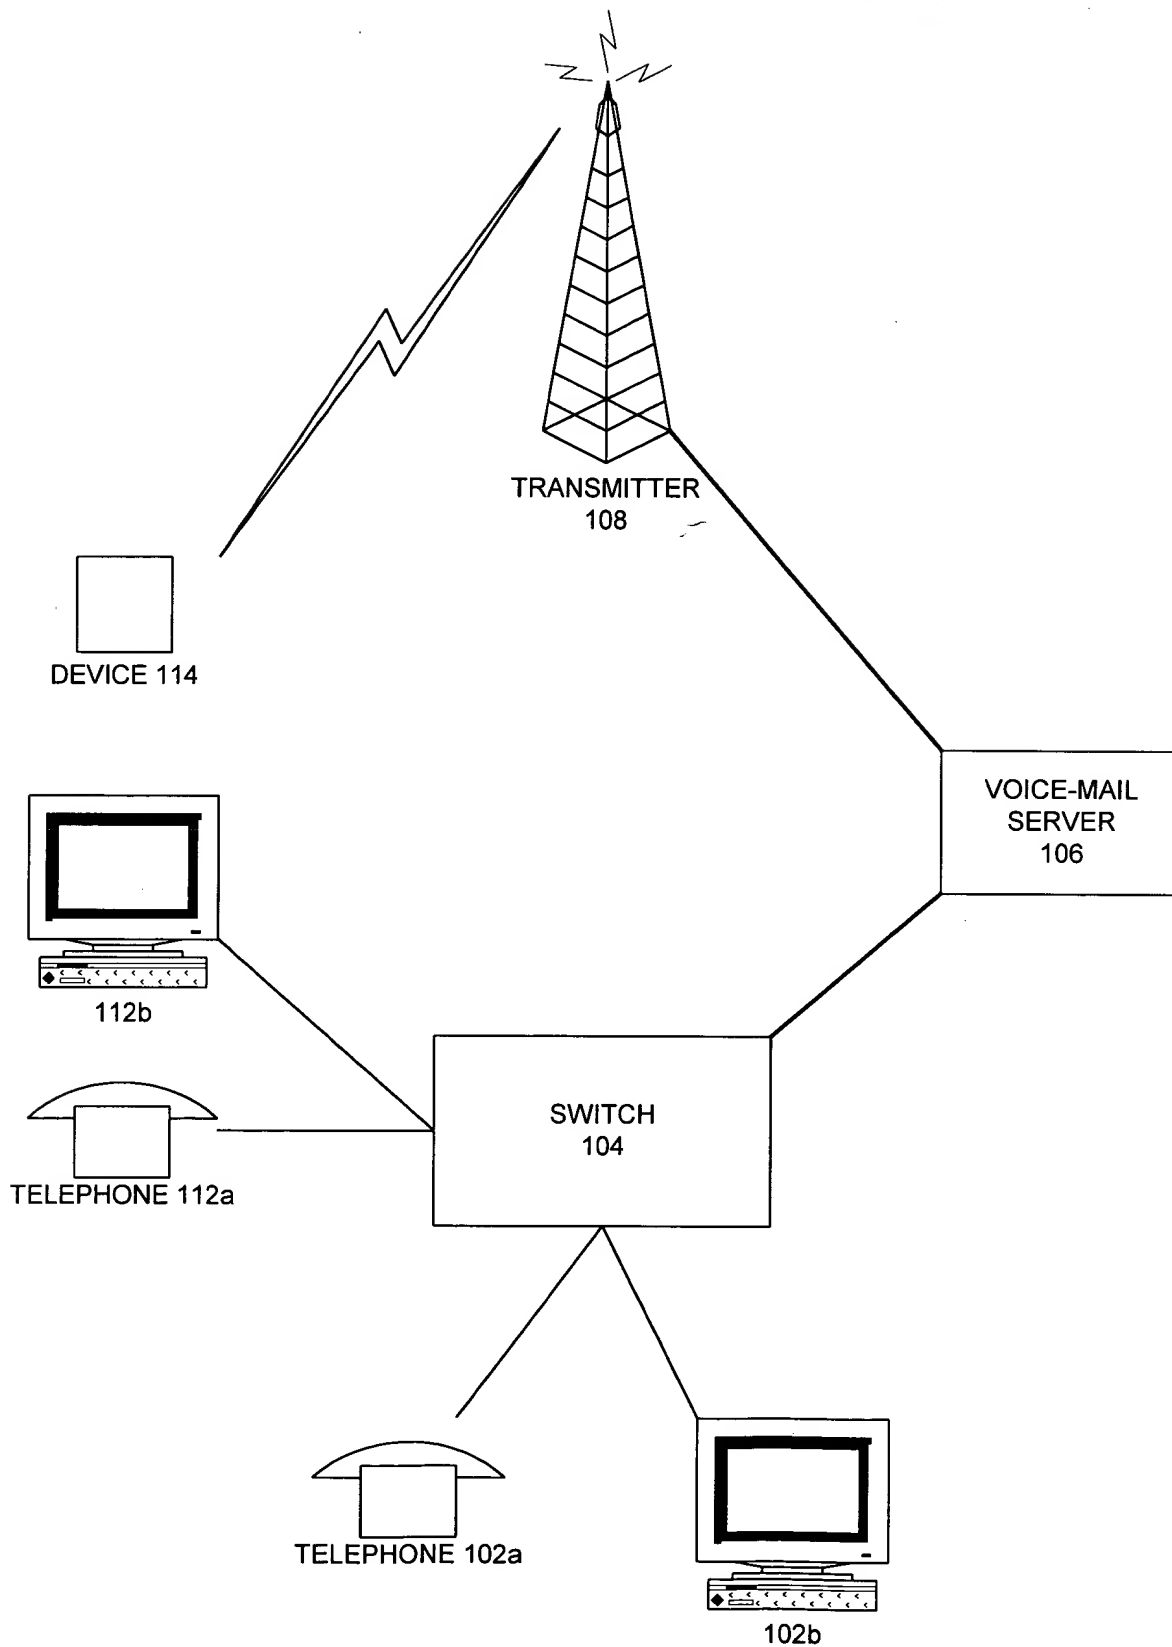 TRANSMITTER
108
DEVICE 114
VOICE-MAIL
SERVER
106
112b
SWITCH
104
TELEPHONE 112a
TELEPHONE 102a
102b